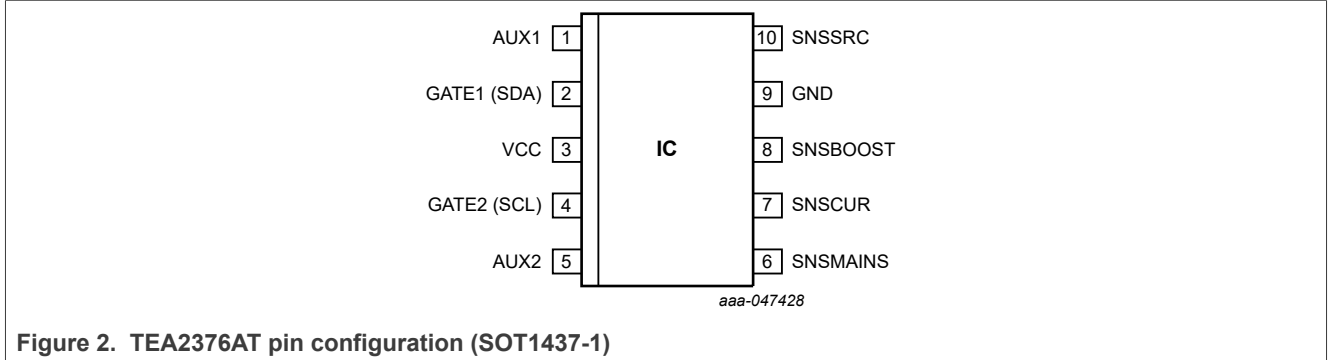 AUX1 1
GATE1 (SDA) 2
VCC 3
GATE2 (SCL) 4
AUX2 5
IC
10 SNSSRC
9 GND
8 SNSBOOST
7 SNSCUR
6 SNSMAINS
aaa-047428
Figure 2. TEA2376AT pin configuration (SOT1437-1)